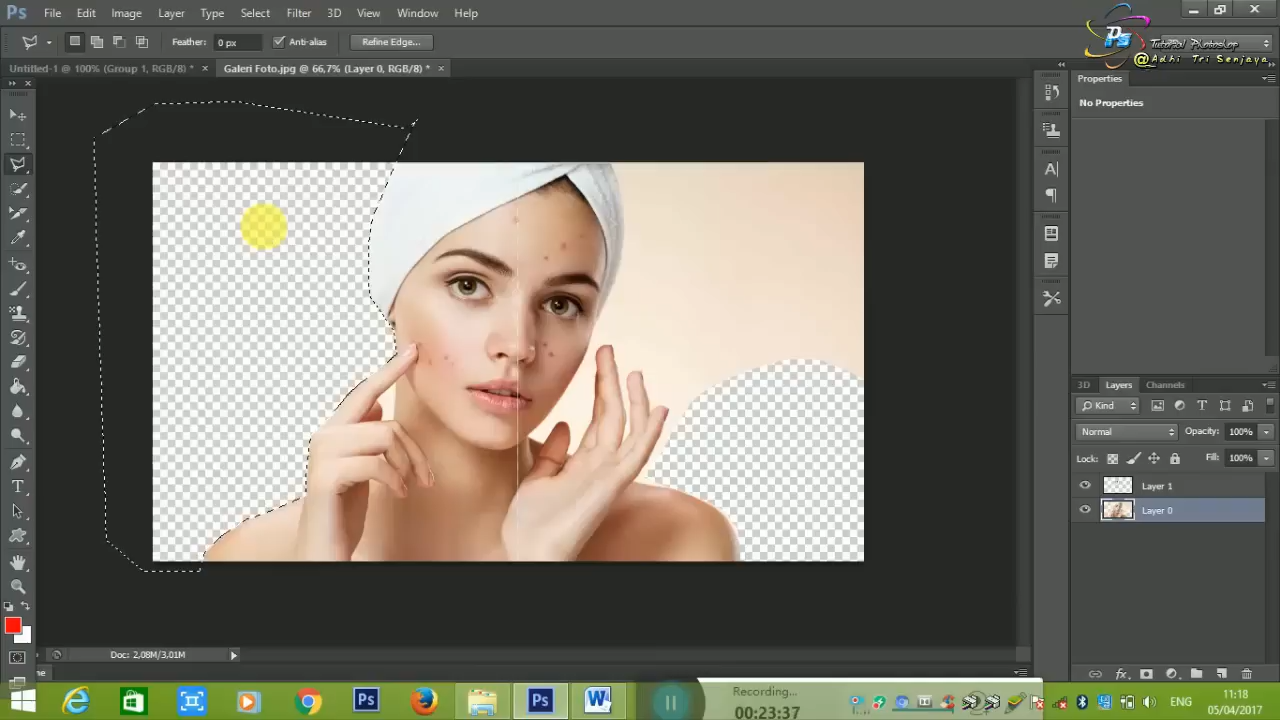 Ps File Edit Image Layer Type Select Filter 3D View Window Help
Feather: 0 px Anti-alias Refine Edge...
Ps Tutorial Photoshop
@Adhi Tri Senjaya
Untitled-1 @ 100% (Group 1, RGB/8) * × Galeri Foto.jpg @ 66,7% (Layer 0, RGB/8) * ×
Properties
No Properties
3D Layers Channels
Kind
Normal Opacity: 100%
Lock: Fill: 100%
Layer 1
Layer 0
Doc: 2,08M/3,01M
Recording...
00:23:37
ENG
11:18
05/04/2017